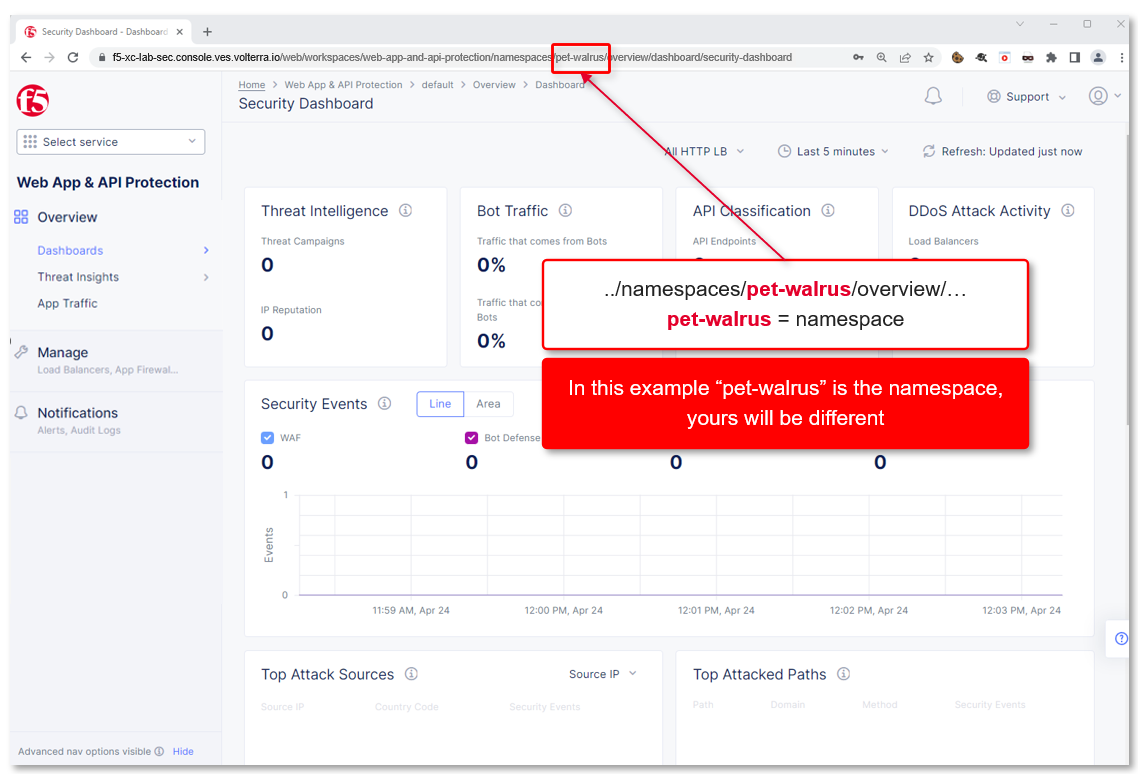 Security Dashboard - Dashboard
f5-xc-lab-sec.console.ves.volterra.io/web/workspaces/web-app-and-api-protection/namespaces/pet-walrus/overview/dashboard/security-dashboard
f5
Select service
Web App & API Protection
Overview
Dashboards
Threat Insights
App Traffic
Manage
Load Balancers, App Firewal...
Notifications
Alerts, Audit Logs
Advanced nav options visible
Hide
Home > Web App & API Protection > default > Overview > Dashboard
Security Dashboard
Support
All HTTP LB
Last 5 minutes
Refresh: Updated just now
Threat Intelligence
Threat Campaigns
0
IP Reputation
0
Bot Traffic
Traffic that comes from Bots
0%
Traffic that co
Bots
0%
API Classification
API Endpoints
DDoS Attack Activity
Load Balancers
../namespaces/pet-walrus/overview/…
pet-walrus = namespace
In this example “pet-walrus” is the namespace,
yours will be different
Security Events
Line
Area
WAF
0
Bot Defense
0
0
0
Events
1
0
11:59 AM, Apr 24
12:00 PM, Apr 24
12:01 PM, Apr 24
12:02 PM, Apr 24
12:03 PM, Apr 24
Top Attack Sources
Source IP
Source IP
Country Code
Security Events
Top Attacked Paths
Path
Domain
Method
Security Events